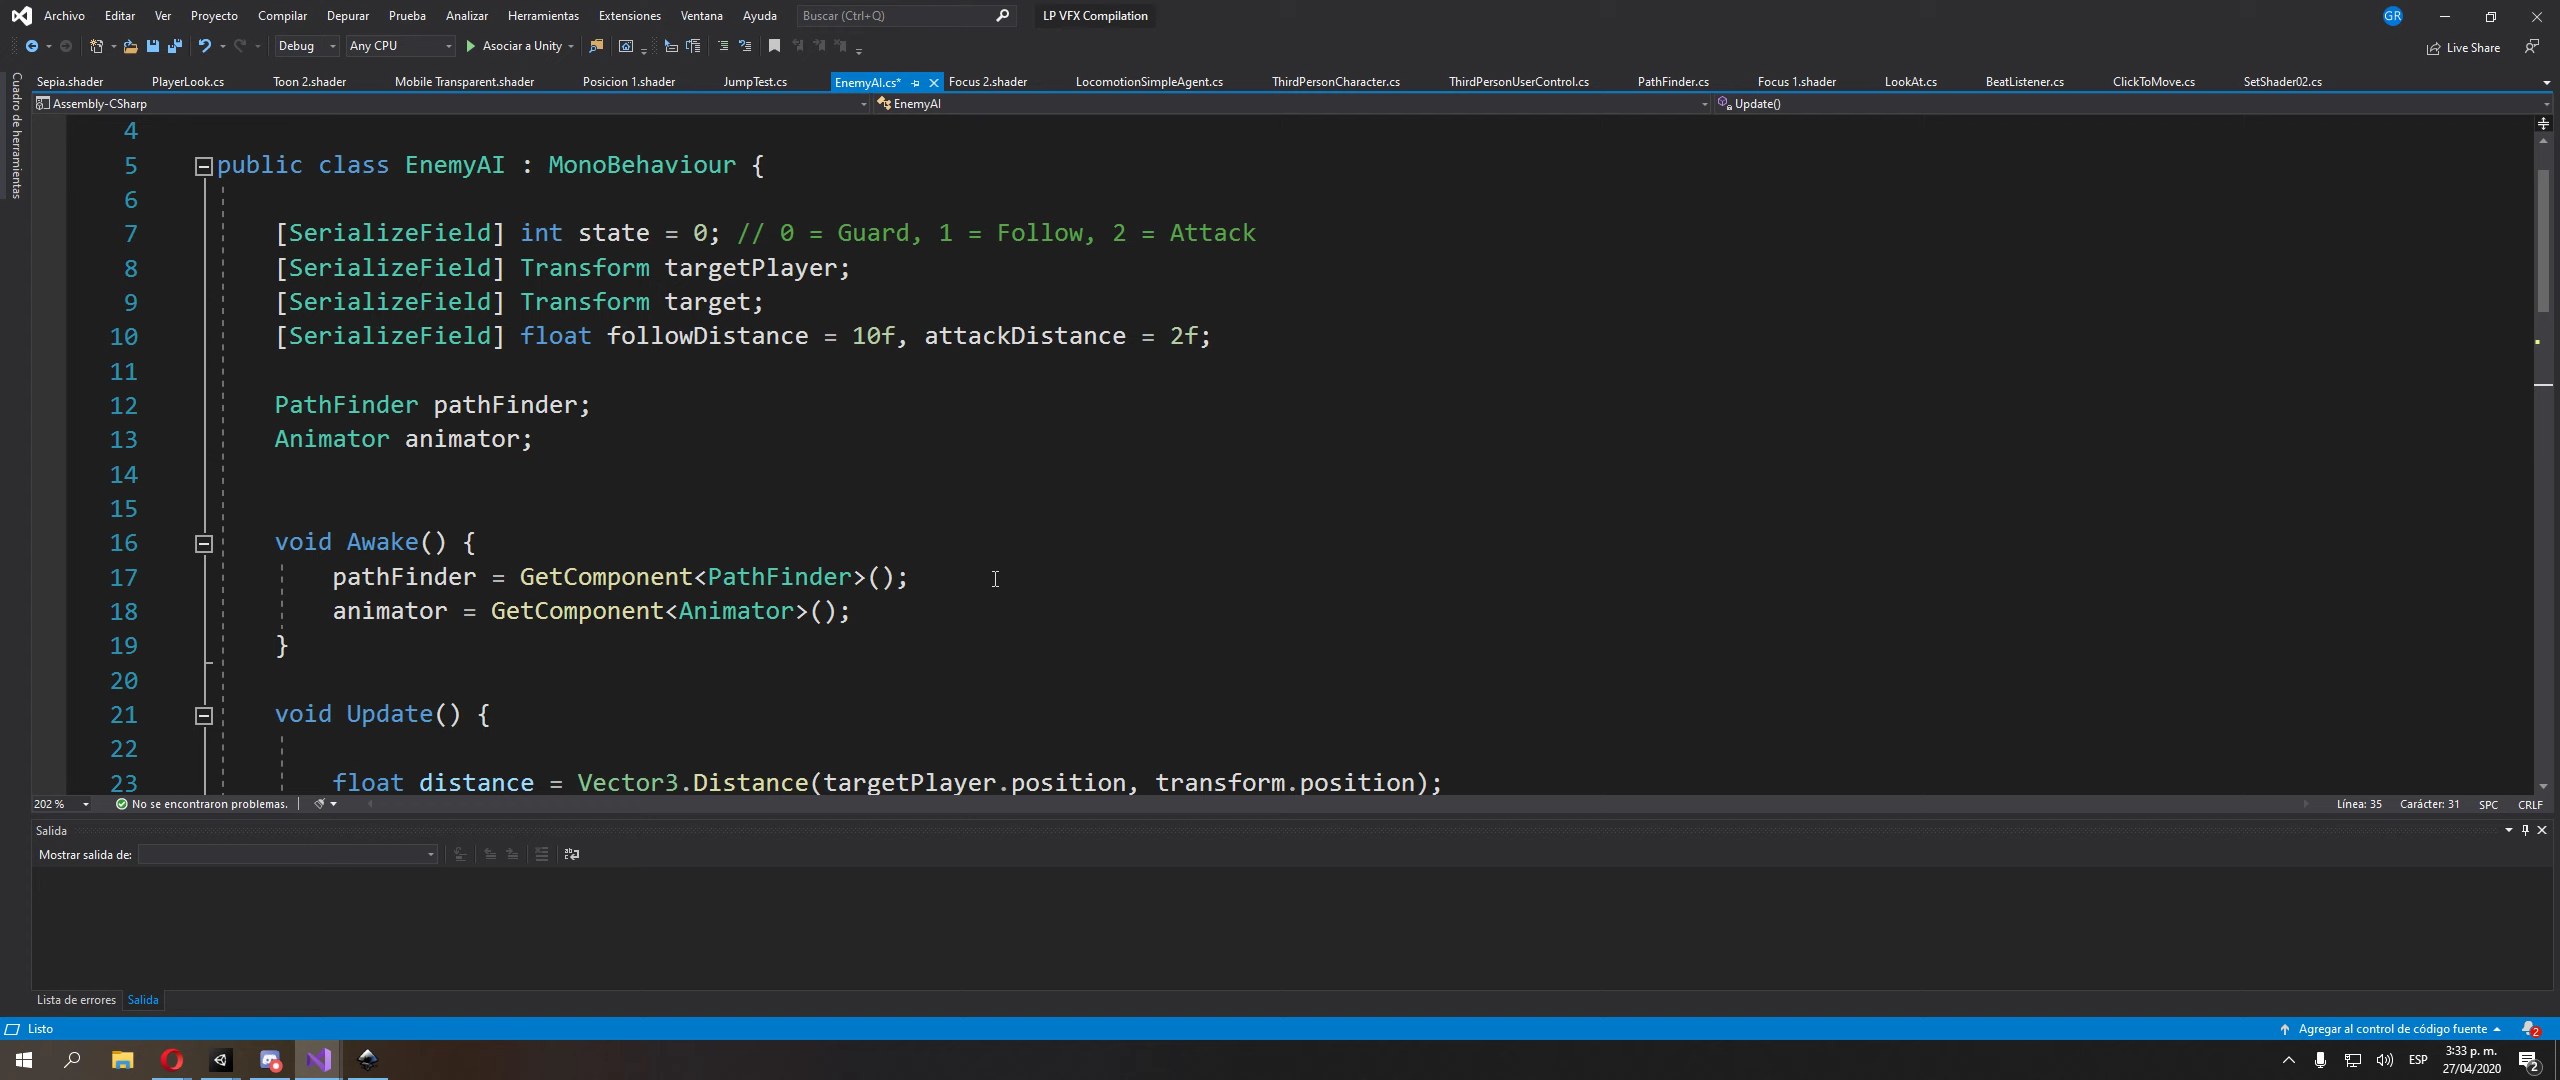 Archivo Editar Ver Proyecto Compilar Depurar Prueba Analizar Herramientas Extensiones Ventana Ayuda Buscar (Ctrl+Q) LP VFX Compilation GR
Debug Any CPU Asociar a Unity Live Share
Cuadro de herramientas
Sepia.shader PlayerLook.cs Toon 2.shader Mobile Transparent.shader Posicion 1.shader JumpTest.cs EnemyAI.cs* Focus 2.shader LocomotionSimpleAgent.cs ThirdPersonCharacter.cs ThirdPersonUserControl.cs PathFinder.cs Focus 1.shader LookAt.cs BeatListener.cs ClickToMove.cs SetShader02.cs
Assembly-CSharp EnemyAI Update()
4
5 public class EnemyAI : MonoBehaviour {
6
7 [SerializeField] int state = 0; // 0 = Guard, 1 = Follow, 2 = Attack
8 [SerializeField] Transform targetPlayer;
9 [SerializeField] Transform target;
10 [SerializeField] float followDistance = 10f, attackDistance = 2f;
11
12 PathFinder pathFinder;
13 Animator animator;
14
15
16 void Awake() {
17 pathFinder = GetComponent<PathFinder>();
18 animator = GetComponent<Animator>();
19 }
20
21 void Update() {
22
23 float distance = Vector3.Distance(targetPlayer.position, transform.position);
202 % No se encontraron problemas. Línea: 35 Carácter: 31 SPC CRLF
Salida
Mostrar salida de:
Lista de errores Salida
Listo Agregar al control de código fuente 2
ESP 3:33 p. m. 2
27/04/2020